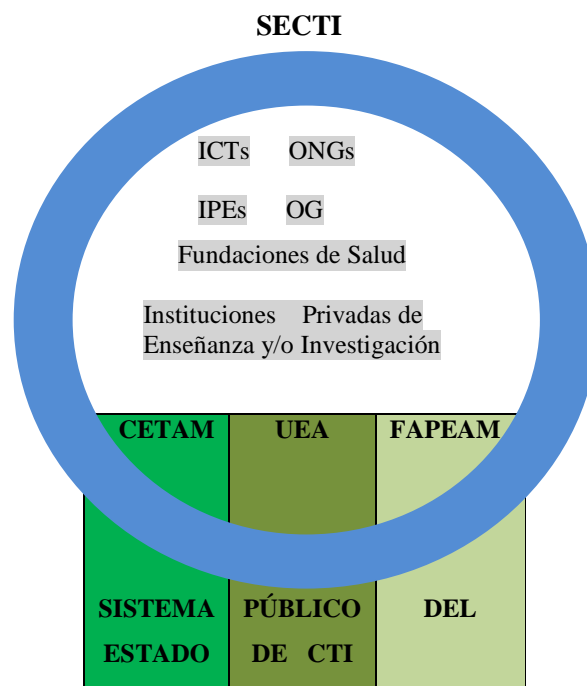 SECTI
ICTs ONGs
IPEs OG
Fundaciones de Salud
Instituciones Privadas de
Enseñanza y/o Investigación
CETAM UEA FAPEAM
SISTEMA PÚBLICO DEL
ESTADO DE CTI